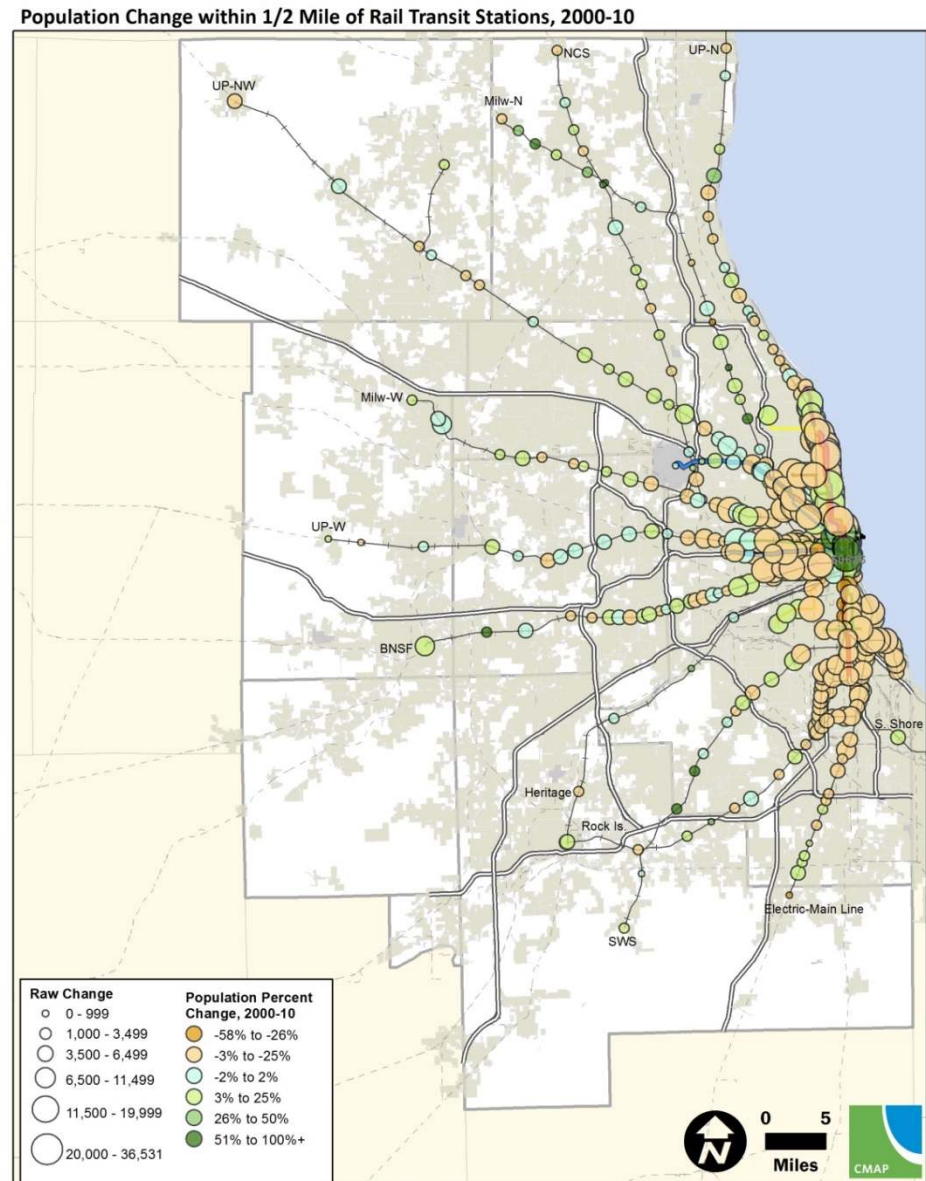 Population Change within 1/2 Mile of Rail Transit Stations, 2000-10
NCS
UP-N
UP-NW
Milw-N
Milw-W
UP-W
BNSF
S. Shore
Heritage
Rock Is.
Electric-Main Line
SWS
Raw Change
0 - 999
1,000 - 3,499
3,500 - 6,499
6,500 - 11,499
11,500 - 19,999
20,000 - 36,531
Population Percent
Change, 2000-10
-58% to -26%
-3% to -25%
-2% to 2%
3% to 25%
26% to 50%
51% to 100%+
N
0 5
Miles
CMAP